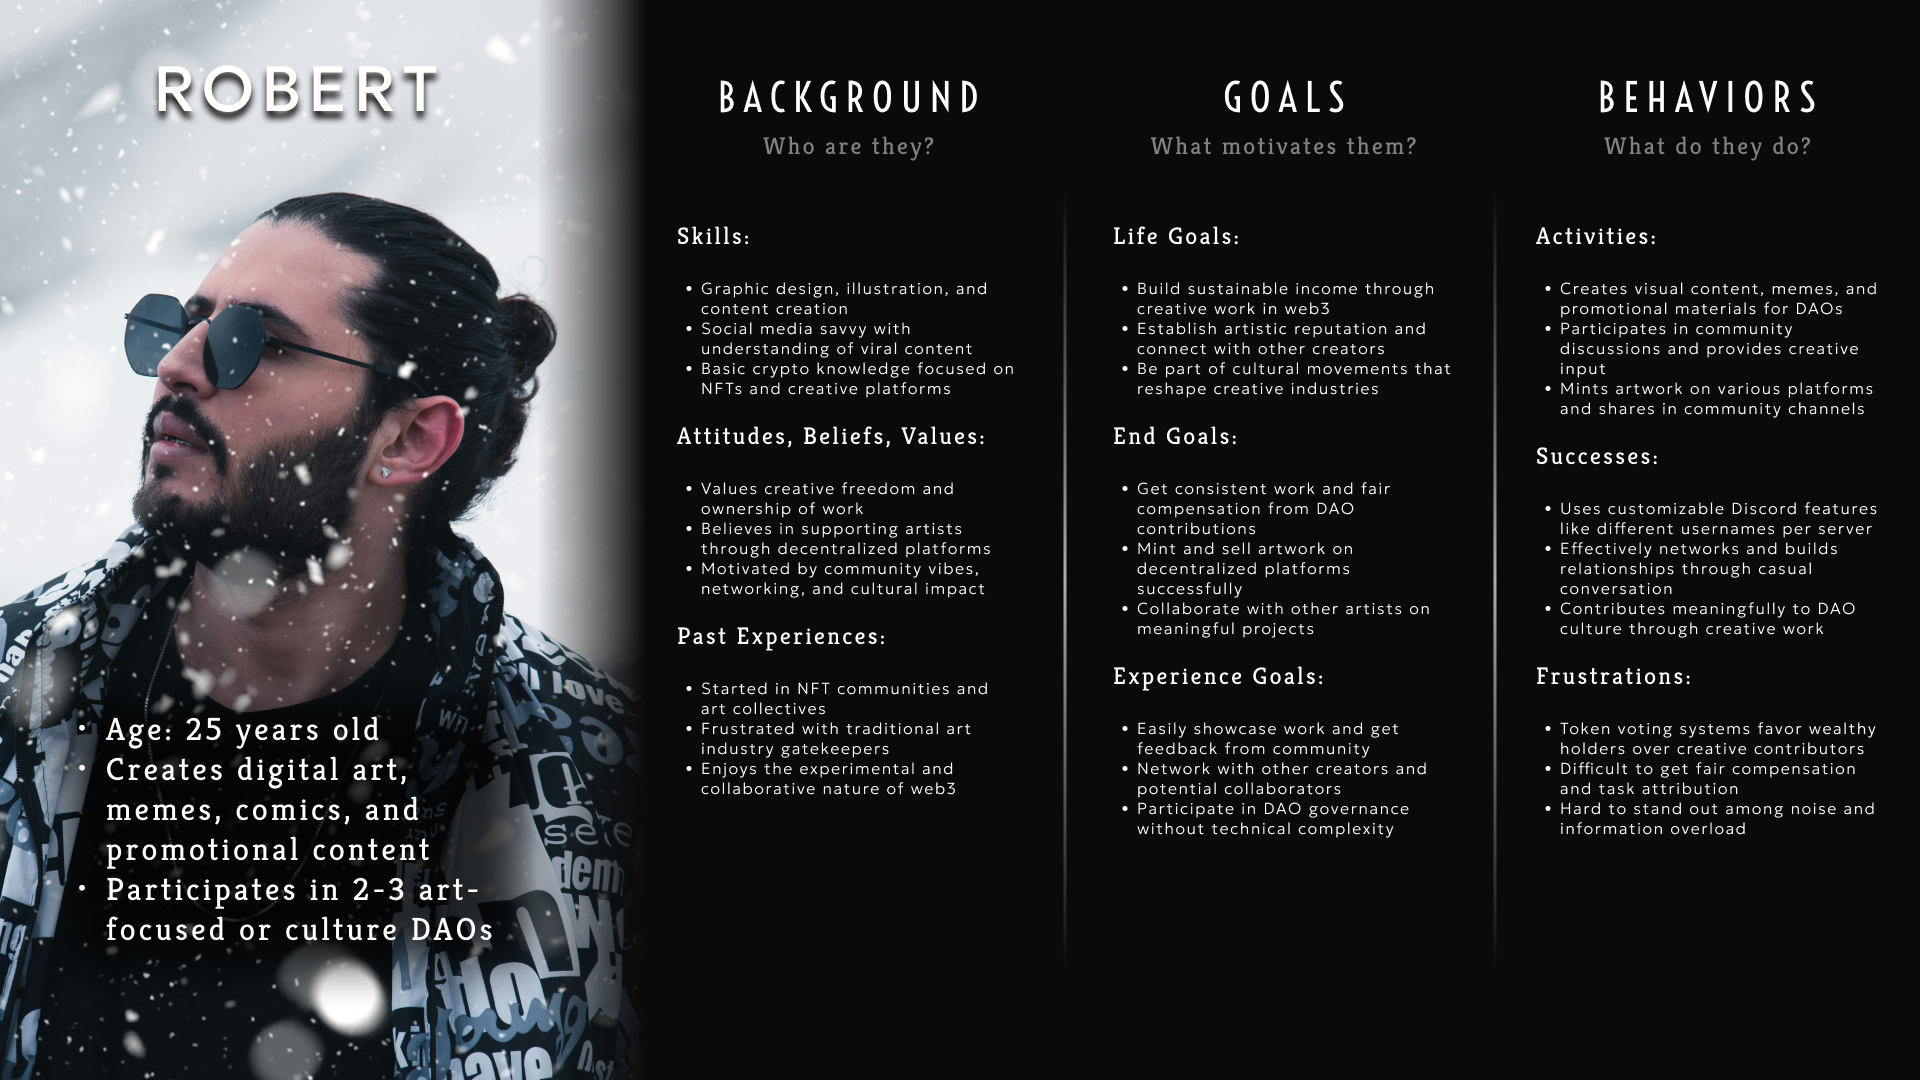 ROBERT
• Age: 25 years old
• Creates digital art,
memes, comics, and
promotional content
• Participates in 2-3 art-
focused or culture DAOs
BACKGROUND
Who are they?
Skills:
• Graphic design, illustration, and
content creation
• Social media savvy with
understanding of viral content
• Basic crypto knowledge focused on
NFTs and creative platforms
Attitudes, Beliefs, Values:
• Values creative freedom and
ownership of work
• Believes in supporting artists
through decentralized platforms
• Motivated by community vibes,
networking, and cultural impact
Past Experiences:
• Started in NFT communities and
art collectives
• Frustrated with traditional art
industry gatekeepers
• Enjoys the experimental and
collaborative nature of web3
GOALS
What motivates them?
Life Goals:
• Build sustainable income through
creative work in web3
• Establish artistic reputation and
connect with other creators
• Be part of cultural movements that
reshape creative industries
End Goals:
• Get consistent work and fair
compensation from DAO
contributions
• Mint and sell artwork on
decentralized platforms
successfully
• Collaborate with other artists on
meaningful projects
Experience Goals:
• Easily showcase work and get
feedback from community
• Network with other creators and
potential collaborators
• Participate in DAO governance
without technical complexity
BEHAVIORS
What do they do?
Activities:
• Creates visual content, memes, and
promotional materials for DAOs
• Participates in community
discussions and provides creative
input
• Mints artwork on various platforms
and shares in community channels
Successes:
• Uses customizable Discord features
like different usernames per server
• Effectively networks and builds
relationships through casual
conversation
• Contributes meaningfully to DAO
culture through creative work
Frustrations:
• Token voting systems favor wealthy
holders over creative contributors
• Difficult to get fair compensation
and task attribution
• Hard to stand out among noise and
information overload